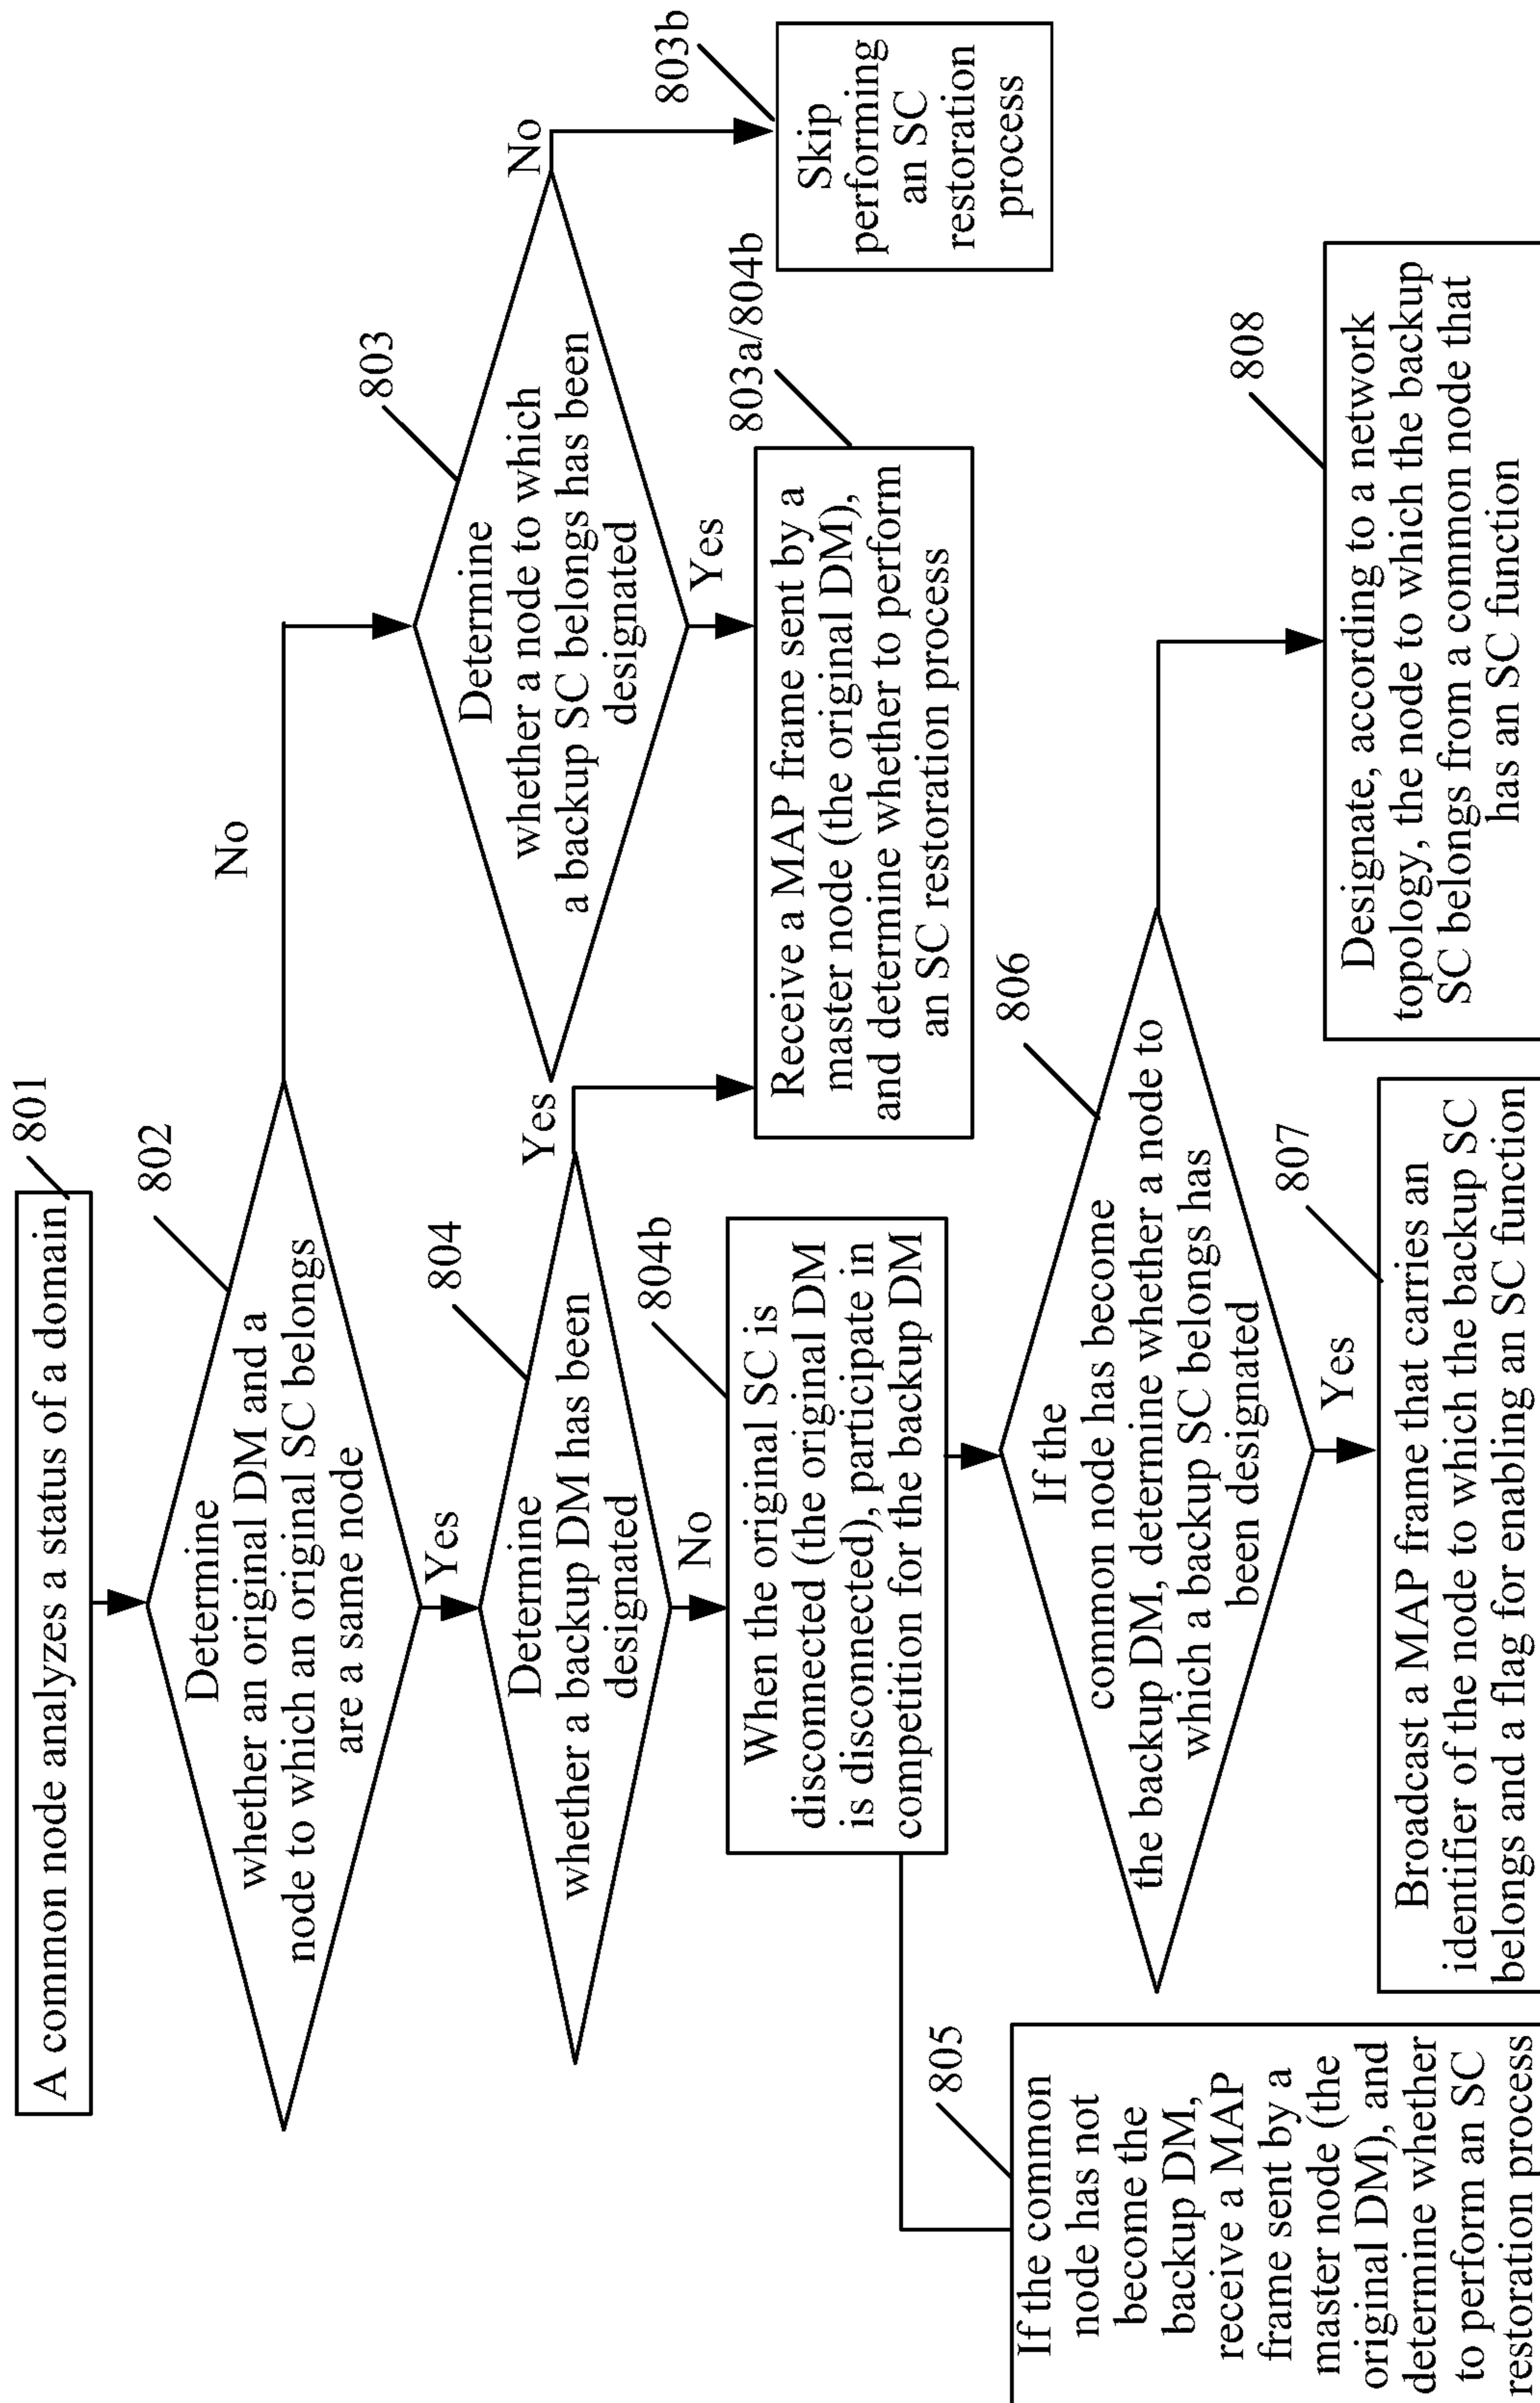 A common node analyzes a status of a domain
801
802
Determine
whether an original DM and a
node to which an original SC belongs
are a same node
No
Yes
803
Determine
whether a node to which
a backup SC belongs has been
designated
No
Yes
803b
Skip
performing
an SC
restoration
process
804
Determine
whether a backup DM has been
designated
Yes
No
803a/804b
Receive a MAP frame sent by a
master node (the original DM),
and determine whether to perform
an SC restoration process
804b
When the original SC is
disconnected (the original DM
is disconnected), participate in
competition for the backup DM
805
If the common
node has not
become the
backup DM,
receive a MAP
frame sent by a
master node (the
original DM), and
determine whether
to perform an SC
restoration process
806
If the
common node has become
the backup DM, determine whether a node to
which a backup SC belongs has
been designated
Yes
807
Broadcast a MAP frame that carries an
identifier of the node to which the backup SC
belongs and a flag for enabling an SC function
808
Designate, according to a network
topology, the node to which the backup
SC belongs from a common node that
has an SC function